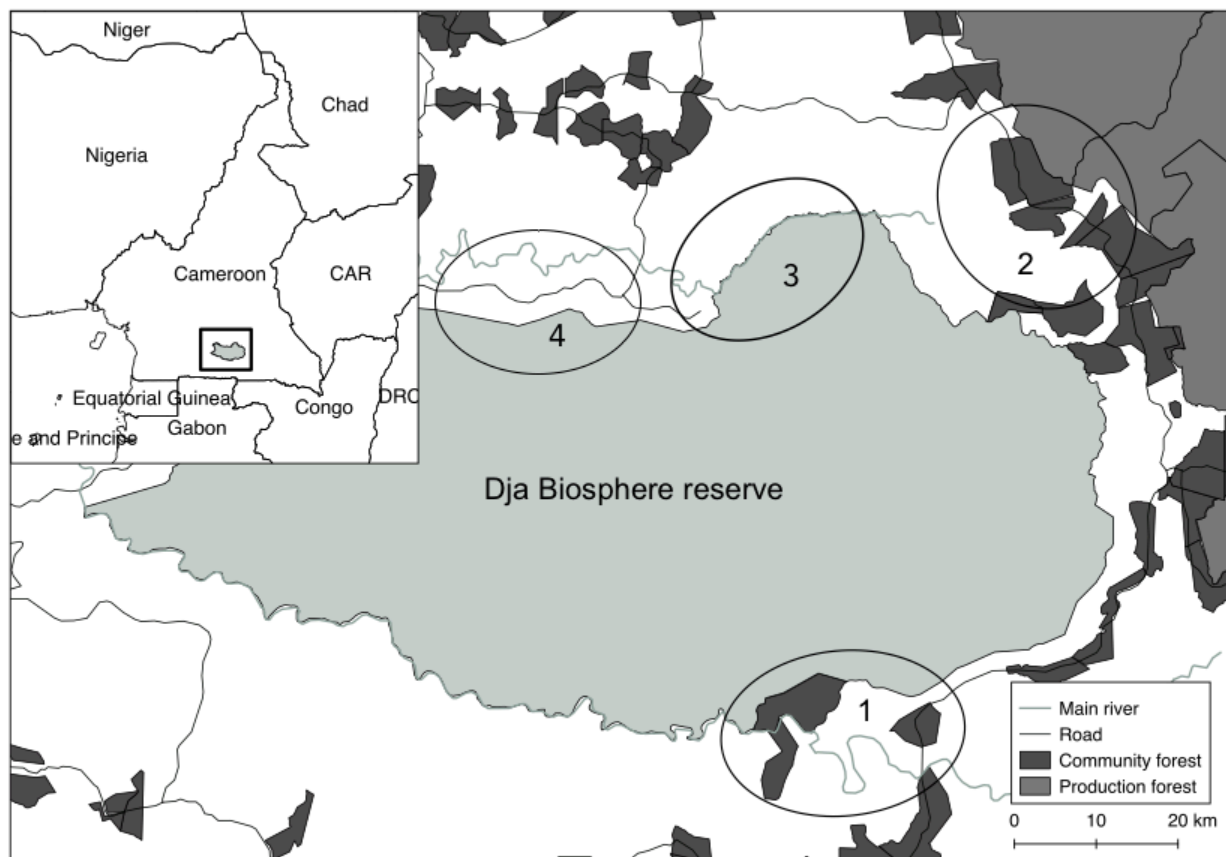 Niger
Chad
Nigeria
Cameroon
CAR
Equatorial Guinea
Congo
DRC
Gabon
e and Principe
2
3
4
Dja Biosphere reserve
1
Main river
Road
Community forest
Production forest
0 10 20 km